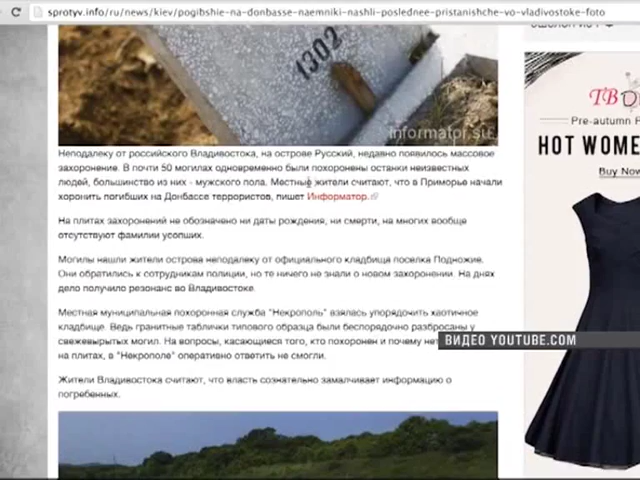 sprotyv.info/ru/news/kiev/pogibshie-na-donbasse-naemniki-nashli-poslednee-pristanishche-vo-vladivostoke-foto
1302
informator.su
Неподалеку от российского Владивостока, на острове Русский, недавно появилось массовое
захоронение. В почти 50 могилах одновременно были похоронены останки неизвестных
людей, большинство из них - мужского пола. Местные жители считают, что в Приморье начали
хоронить погибших на Донбассе террористов, пишет Информатор.
На плитах захоронений не обозначено ни даты рождения, ни смерти, на многих вообще
отсутствуют фамилии усопших.
Могилы нашли жители острова неподалеку от официального кладбища поселка Подножие.
Они обратились к сотрудникам полиции, но те ничего не знали о новом захоронении. На днях
дело получило резонанс во Владивостоке
Местная муниципальная похоронная служба "Некрополь" взялась упорядочить хаотичное
кладбище. Ведь гранитные таблички типового образца были беспорядочно разбросаны у
свежевырытых могил. На вопросы, касающиеся того, кто похоронен и почему нет
на плитах, в "Некрополе" оперативно ответить не смогли.
Жители Владивостока считают, что власть сознательно замалчивает информацию о
погребенных.
TB
Pre-autumn
HOT WOME
Buy Now
ВИДЕО YOUTUBE.COM